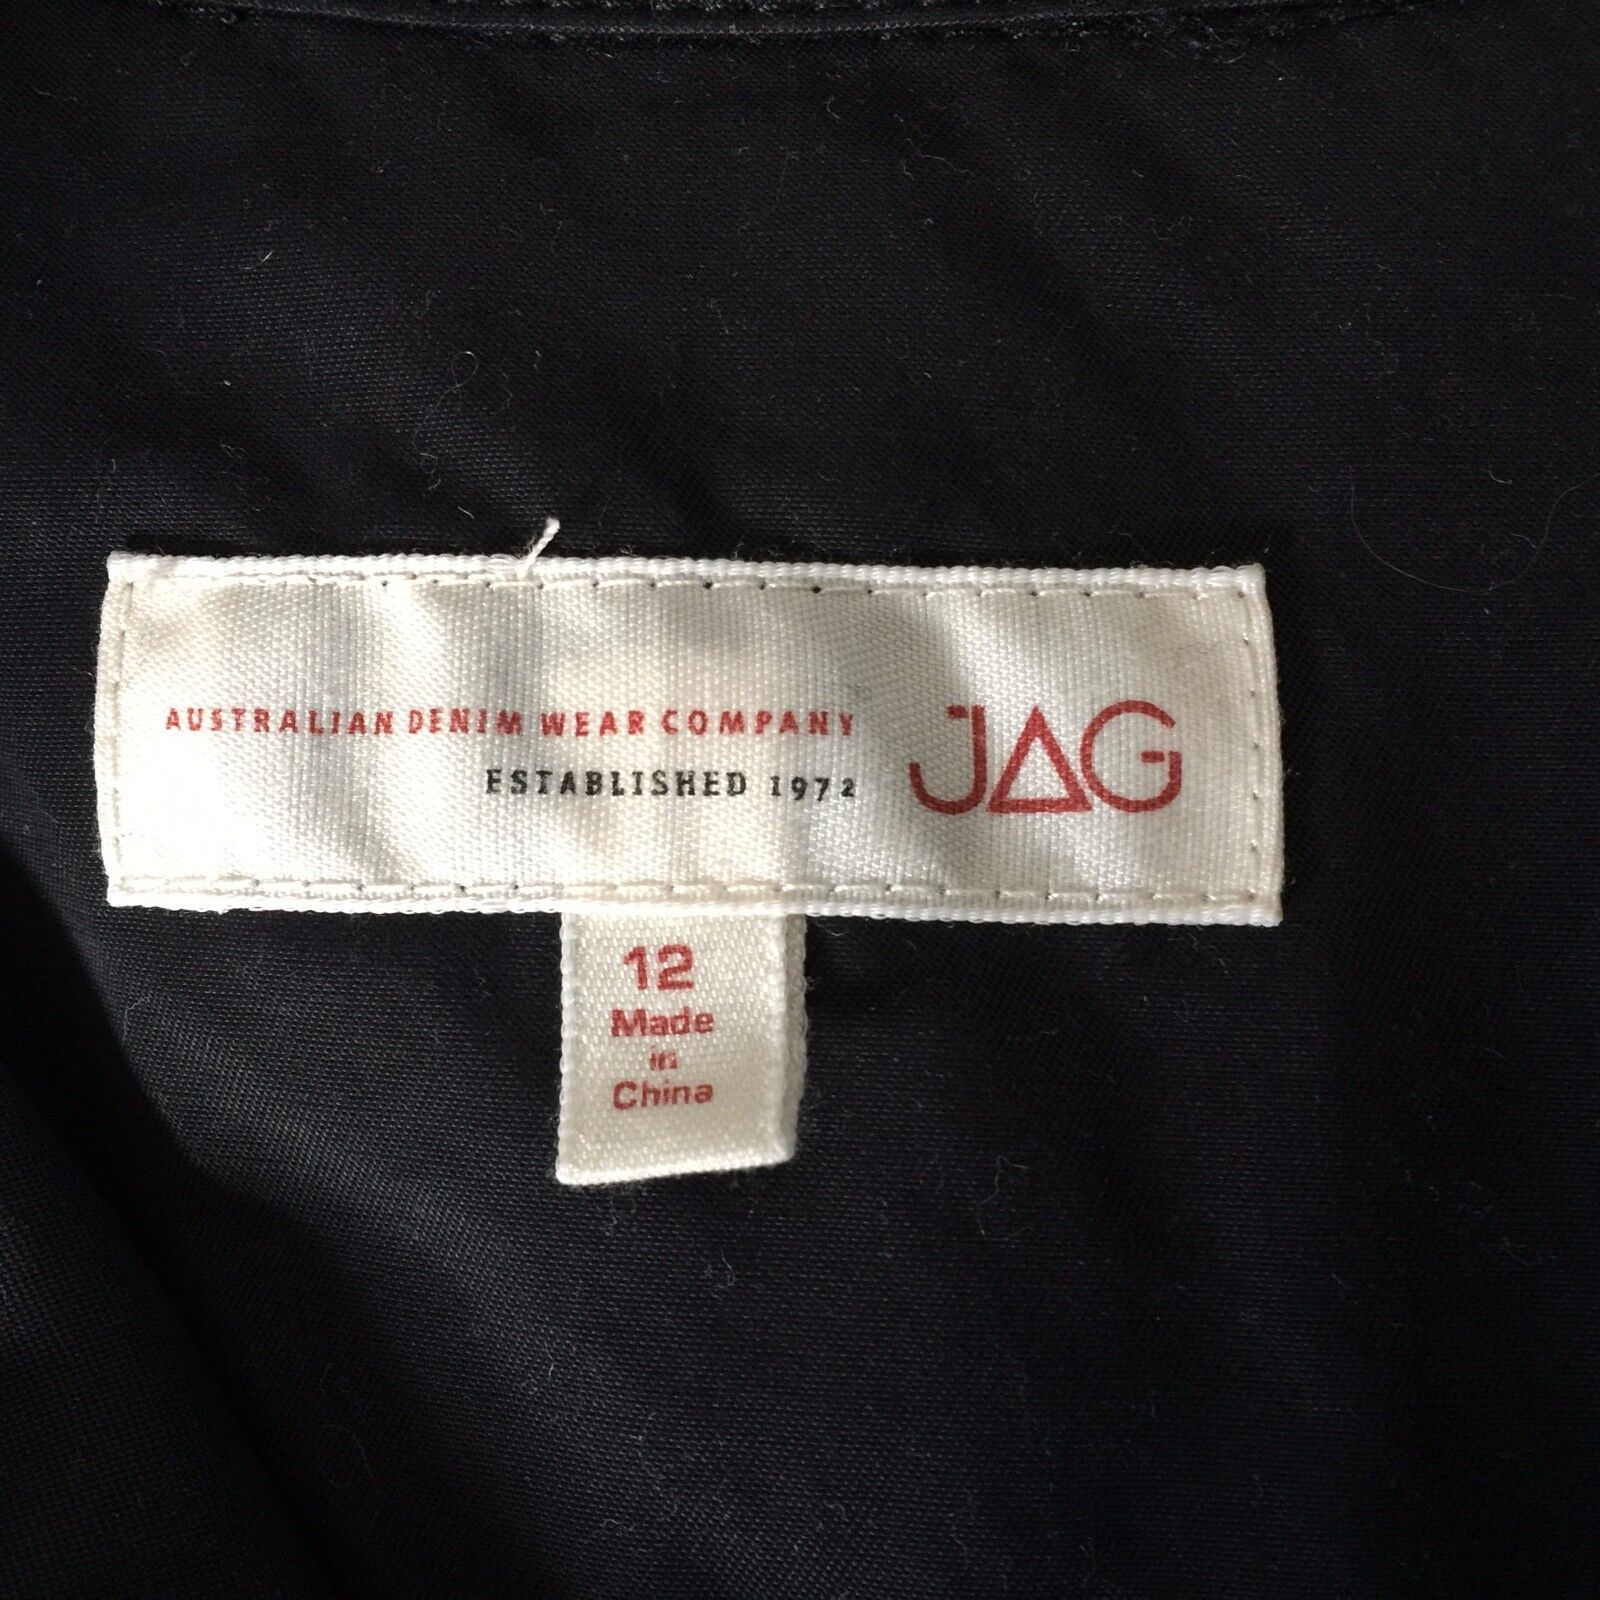 AUSTRALIAN DENIM WEAR COMPANY
ESTABLISHED 1972
JAG
12
Made
in
China